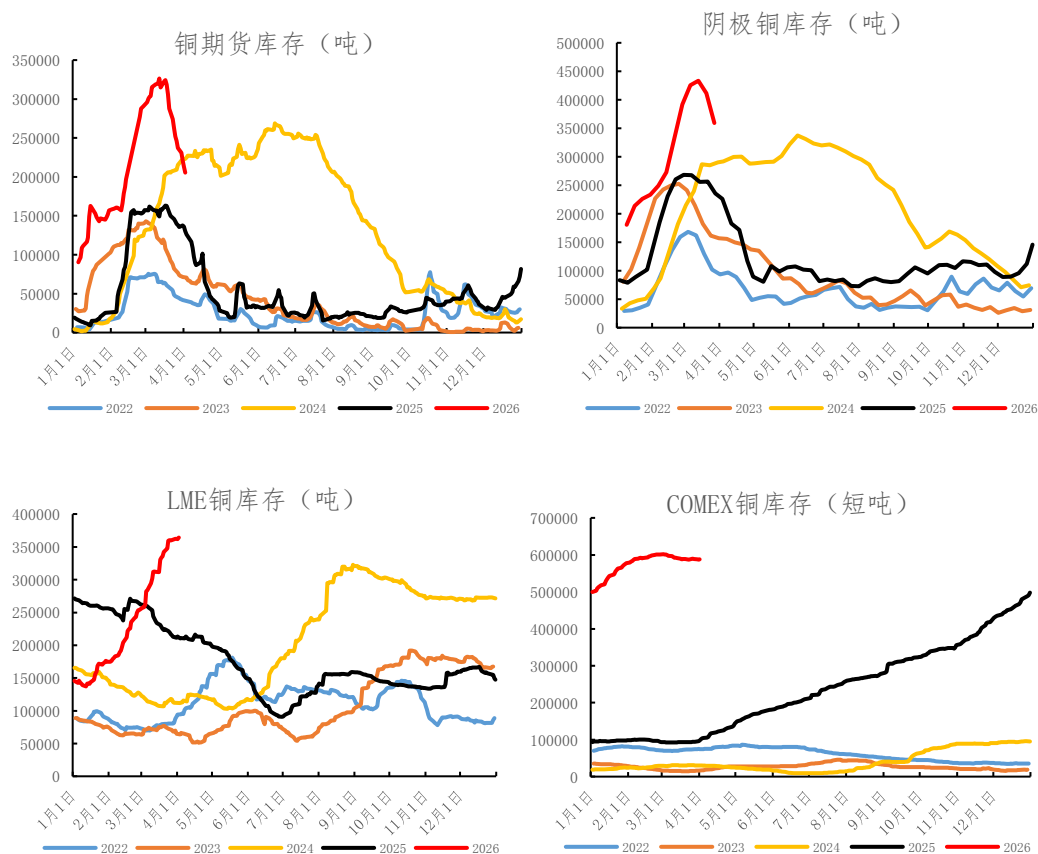 铜期货库存（吨）
350000
300000
250000
200000
150000
100000
50000
0
1月1日
2月1日
3月1日
4月1日
5月1日
6月1日
7月1日
8月1日
9月1日
10月1日
11月1日
12月1日
2022 2023 2024 2025 2026
阴极铜库存（吨）
500000
450000
400000
350000
300000
250000
200000
150000
100000
50000
0
1月1日
2月1日
3月1日
4月1日
5月1日
6月1日
7月1日
8月1日
9月1日
10月1日
11月1日
12月1日
2022 2023 2024 2025 2026
LME铜库存（吨）
400000
350000
300000
250000
200000
150000
100000
50000
0
1月1日
2月1日
3月1日
4月1日
5月1日
6月1日
7月1日
8月1日
9月1日
10月1日
11月1日
12月1日
2022 2023 2024 2025 2026
COMEX铜库存（短吨）
700000
600000
500000
400000
300000
200000
100000
0
1月1日
2月1日
3月1日
4月1日
5月1日
6月1日
7月1日
8月1日
9月1日
10月1日
11月1日
12月1日
2022 2023 2024 2025 2026